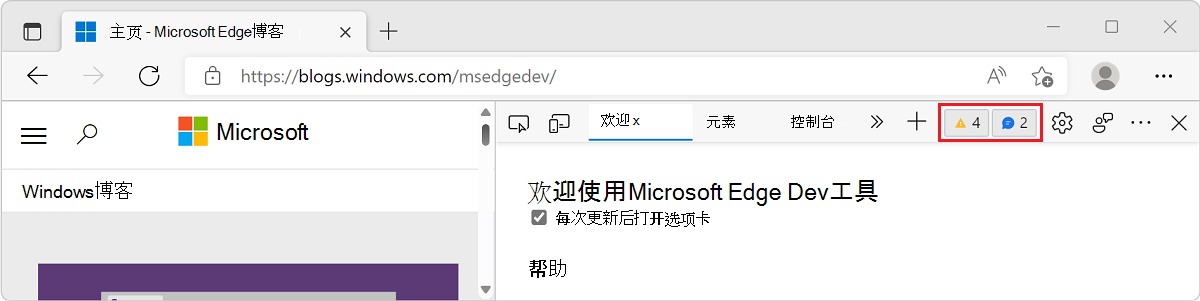 主页 - Microsoft Edge博客
https://blogs.windows.com/msedgedev/
Microsoft
欢迎 x 元素 控制台 4 2
Windows博客
欢迎使用Microsoft Edge Dev工具
每次更新后打开选项卡
帮助